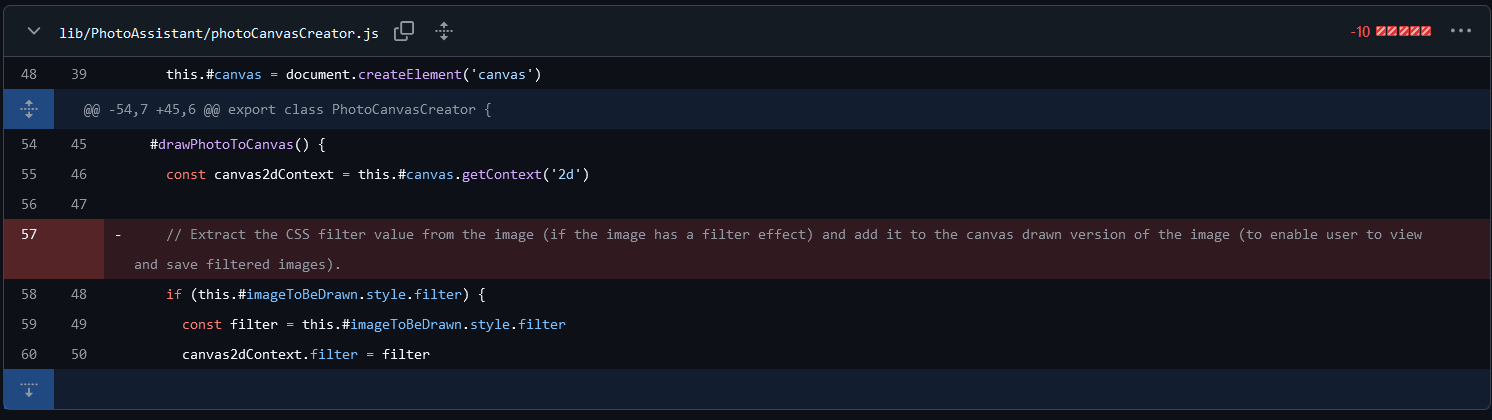 lib/PhotoAssistant/photoCanvasCreator.js -10
48 39 this.#canvas = document.createElement('canvas')
@@ -54,7 +45,6 @@ export class PhotoCanvasCreator {
54 45 #drawPhotoToCanvas() {
55 46 const canvas2dContext = this.#canvas.getContext('2d')
56 47
57 - // Extract the CSS filter value from the image (if the image has a filter effect) and add it to the canvas drawn version of the image (to enable user to view
and save filtered images).
58 48 if (this.#imageToBeDrawn.style.filter) {
59 49 const filter = this.#imageToBeDrawn.style.filter
60 50 canvas2dContext.filter = filter